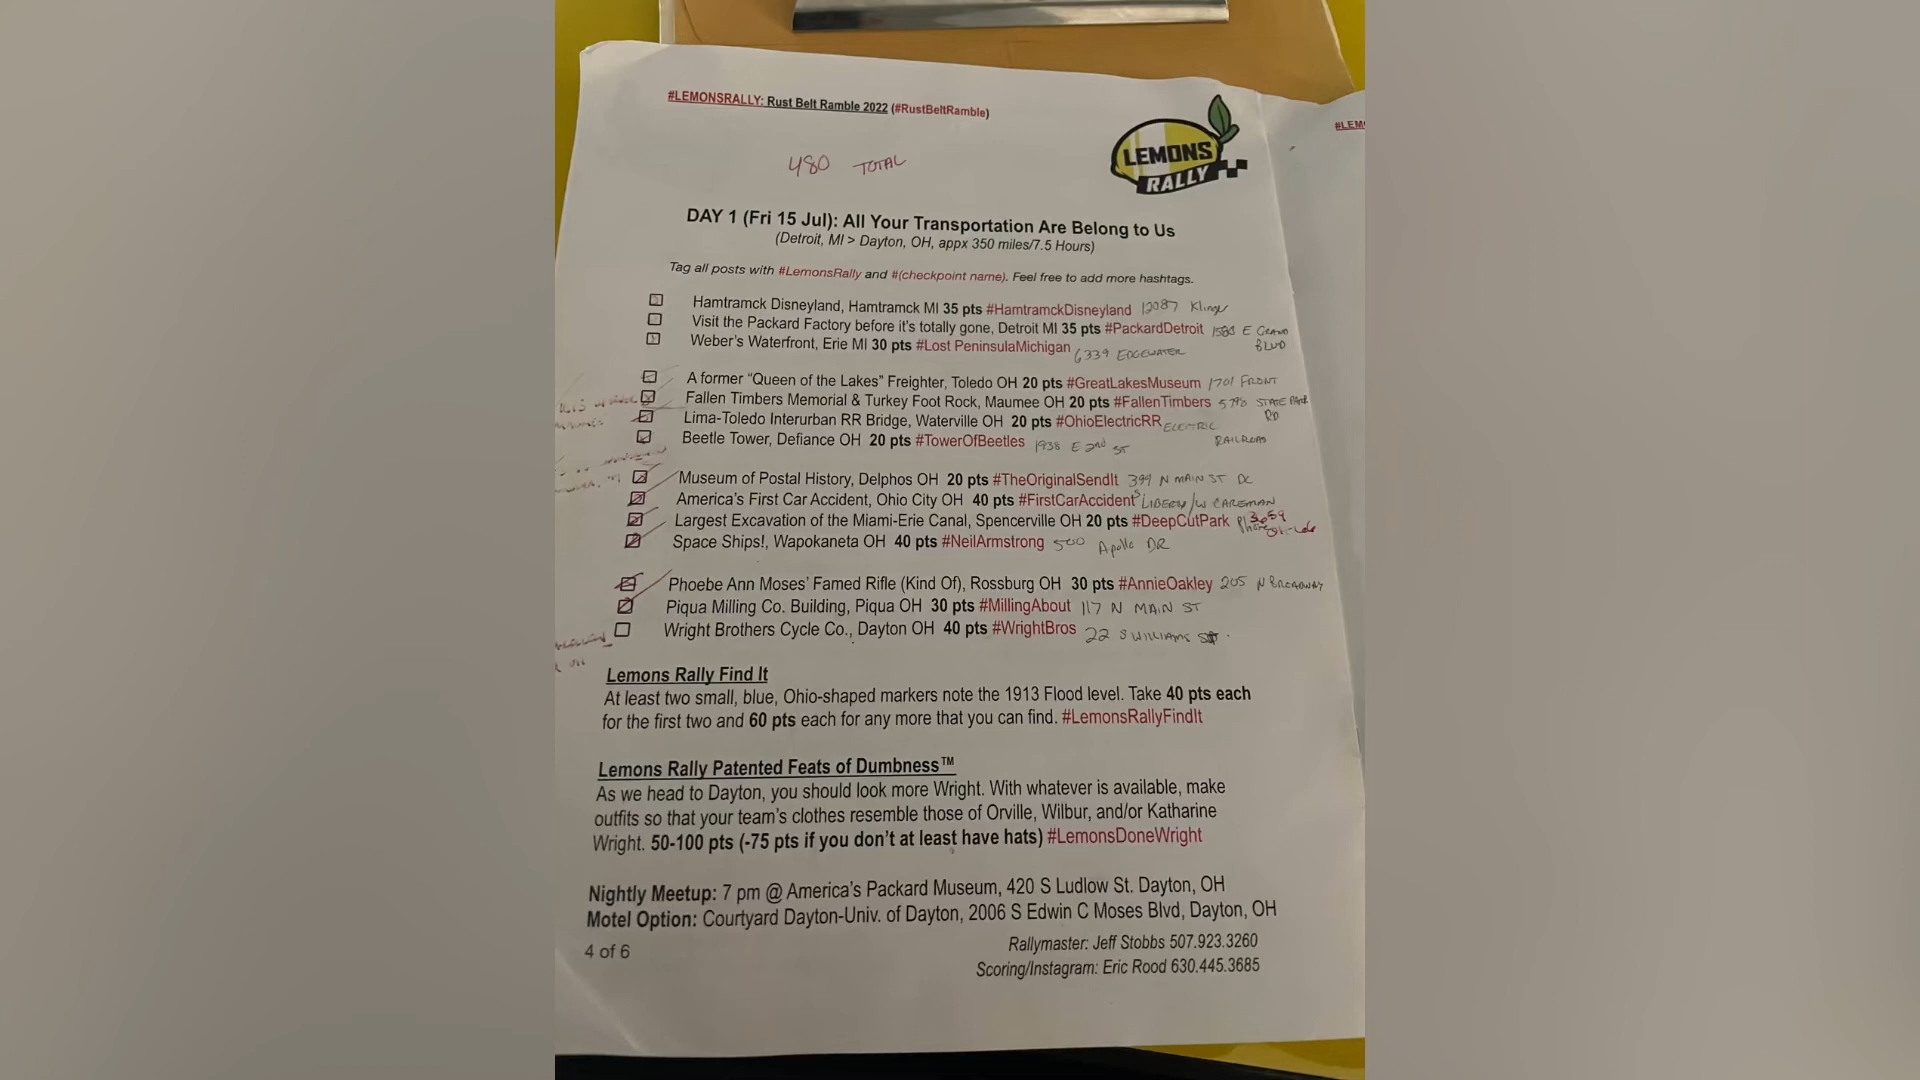 #LEMONSRALLY: Rust Belt Ramble 2022 (#RustBeltRamble)
#LEM
LEMONS
RALLY
480 TOTAL
DAY 1 (Fri 15 Jul): All Your Transportation Are Belong to Us
(Detroit, MI > Dayton, OH, appx 350 miles/7.5 Hours)
Tag all posts with #LemonsRally and #(checkpoint name). Feel free to add more hashtags.
Hamtramck Disneyland, Hamtramck MI 35 pts #HamtramckDisneyland 12087 Klinger
Visit the Packard Factory before it's totally gone, Detroit MI 35 pts #PackardDetroit 1580 E GRAND
BLVD
Weber's Waterfront, Erie MI 30 pts #Lost PeninsulaMichigan 6339 EDGEWATER
A former “Queen of the Lakes” Freighter, Toledo OH 20 pts #GreatLakesMuseum 1701 FRONT
Fallen Timbers Memorial & Turkey Foot Rock, Maumee OH 20 pts #FallenTimbers STATE PARK
RD
Lima-Toledo Interurban RR Bridge, Waterville OH 20 pts #OhioElectricRR ELECTRIC
RAILROAD
Beetle Tower, Defiance OH 20 pts #TowerOfBeetles 1938 E 2nd ST
Museum of Postal History, Delphos OH 20 pts #TheOriginalSendIt 399 N MAIN ST
America's First Car Accident, Ohio City OH 40 pts #FirstCarAccident LIBERTY/W CAREMAN
Largest Excavation of the Miami-Erie Canal, Spencerville OH 20 pts #DeepCutPark
Space Ships!, Wapokaneta OH 40 pts #NeilArmstrong 500 Apollo DR
Phoebe Ann Moses' Famed Rifle (Kind Of), Rossburg OH 30 pts #AnnieOakley 205 N BROADWAY
Piqua Milling Co. Building, Piqua OH 30 pts #MillingAbout 117 N MAIN ST
Wright Brothers Cycle Co., Dayton OH 40 pts #WrightBros 22 S WILLIAMS ST
Lemons Rally Find It
At least two small, blue, Ohio-shaped markers note the 1913 Flood level. Take 40 pts each
for the first two and 60 pts each for any more that you can find. #LemonsRallyFindIt
Lemons Rally Patented Feats of Dumbness™
As we head to Dayton, you should look more Wright. With whatever is available, make
outfits so that your team's clothes resemble those of Orville, Wilbur, and/or Katharine
Wright. 50-100 pts (-75 pts if you don't at least have hats) #LemonsDoneWright
Nightly Meetup: 7 pm @ America's Packard Museum, 420 S Ludlow St. Dayton, OH
Motel Option: Courtyard Dayton-Univ. of Dayton, 2006 S Edwin C Moses Blvd, Dayton, OH
4 of 6
Rallymaster: Jeff Stobbs 507.923.3260
Scoring/Instagram: Eric Rood 630.445.3685